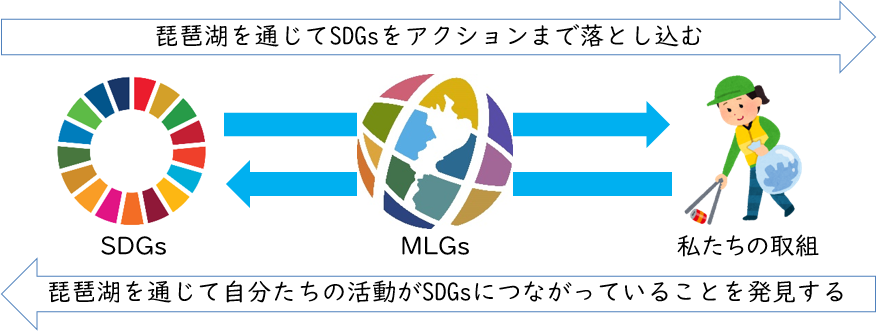 琵琶湖を通じてSDGsをアクションまで落とし込む
SDGs
MLGs
私たちの取組
琵琶湖を通じて自分たちの活動がSDGsにつながっていることを発見する